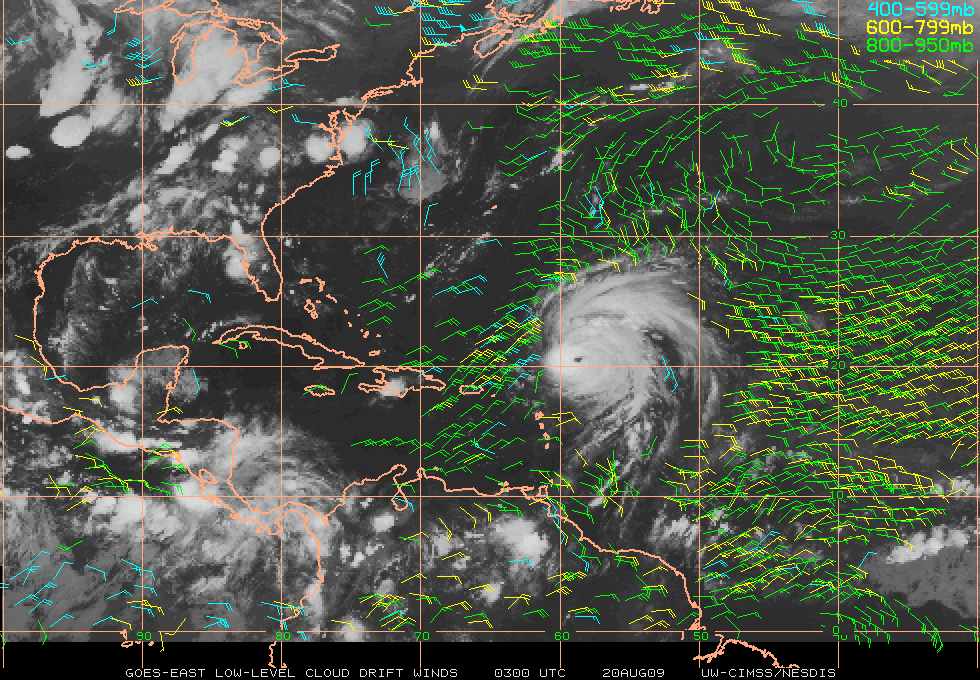 400-599mb
600-799mb
800-950mb
40
30
20
10
90 80 70 60 50
GOES-EAST LOW-LEVEL CLOUD DRIFT WINDS 0300 UTC 20AUG09 UW-CIMSS/NESDIS